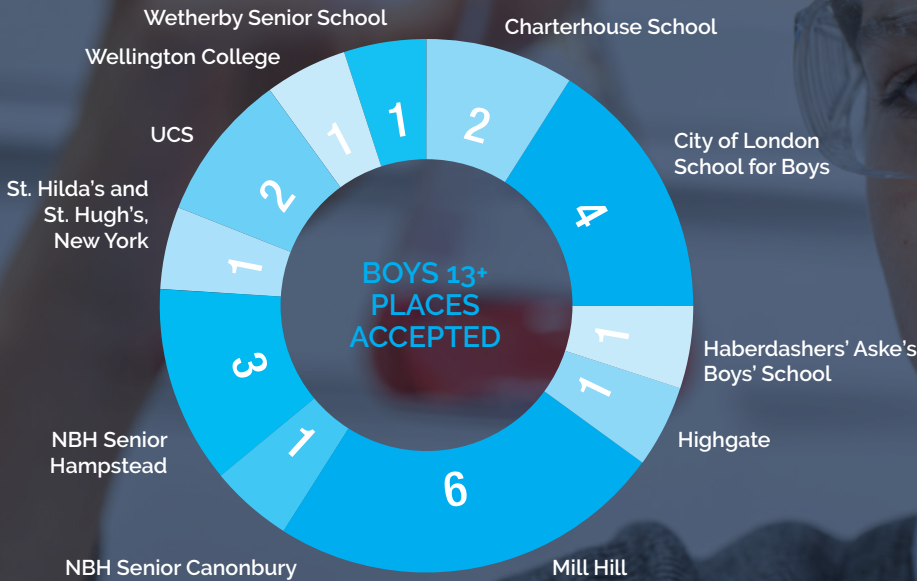 Wetherby Senior School
Charterhouse School
Wellington College
UCS
City of London
School for Boys
St. Hilda's and
St. Hugh's,
New York
BOYS 13+
PLACES
ACCEPTED
Haberdashers' Aske's
Boys' School
NBH Senior
Hampstead
Highgate
NBH Senior Canonbury
Mill Hill
1
2
4
1
1
6
1
3
1
2
1